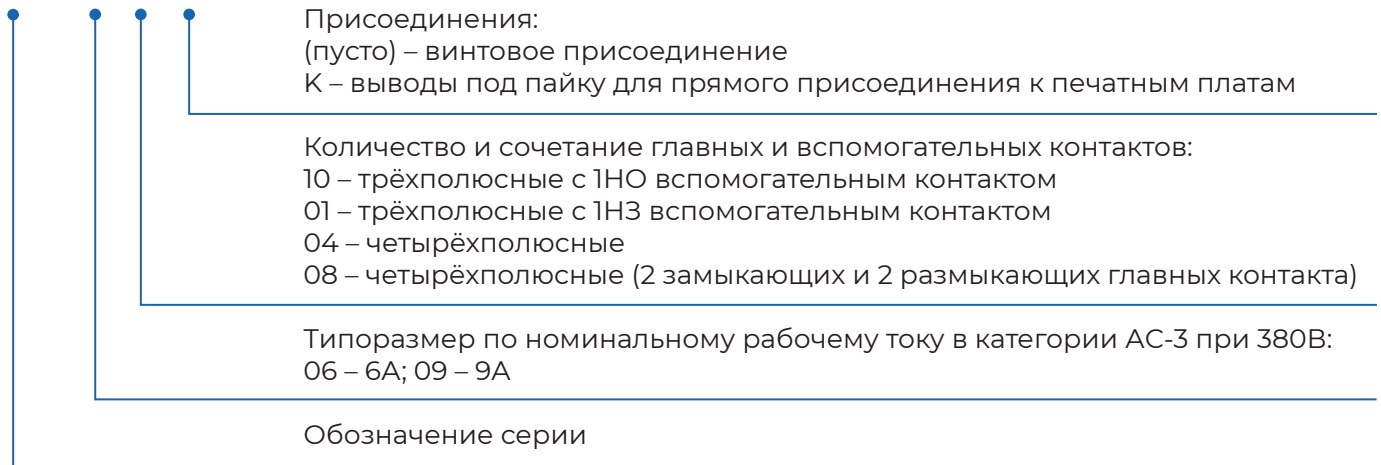 Присоединения:
(пусто) – винтовое присоединение
К – выводы под пайку для прямого присоединения к печатным платам
Количество и сочетание главных и вспомогательных контактов:
10 – трёхполюсные с 1НО вспомогательным контактом
01 – трёхполюсные с 1НЗ вспомогательным контактом
04 – четырёхполюсные
08 – четырёхполюсные (2 замыкающих и 2 размыкающих главных контакта)
Типоразмер по номинальному рабочему току в категории АС-3 при 380В:
06 – 6А; 09 – 9А
Обозначение серии